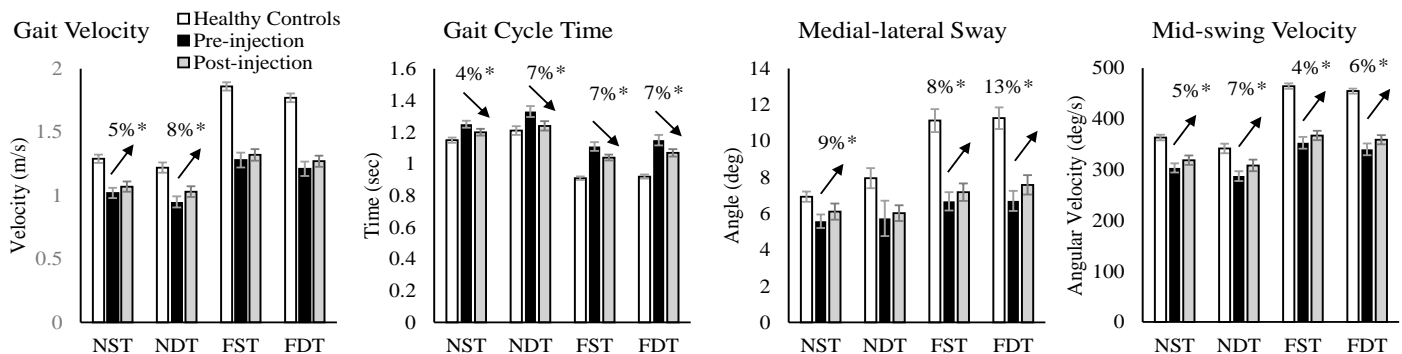 Gait Velocity
Healthy Controls
Pre-injection
Post-injection
Velocity (m/s)
2
1.5
1
0.5
0
5%*
8%*
NST NDT FST FDT
Gait Cycle Time
Time (sec)
1.6
1.4
1.2
1
0.8
0.6
0.4
0.2
0
4%*
7%*
7%*
7%*
NST NDT FST FDT
Medial-lateral Sway
Angle (deg)
14
12
10
8
6
4
2
0
9%*
8%*
13%*
NST NDT FST FDT
Mid-swing Velocity
Angular Velocity (deg/s)
500
400
300
200
100
0
5%*
7%*
4%*
6%*
NST NDT FST FDT